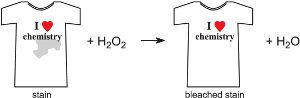 I ♥
chemistry
stain
+ H₂O₂
I ♥
chemistry
bleached stain
+ H₂O